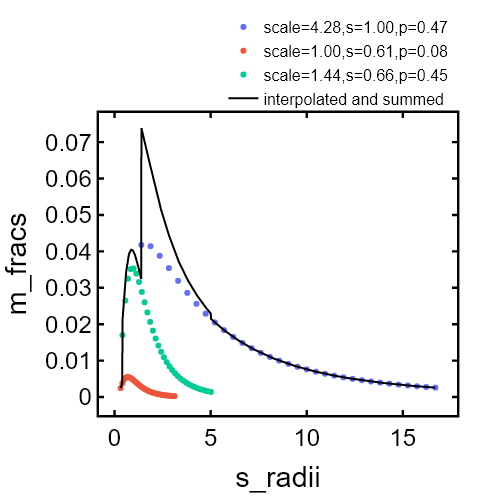 scale=4.28,s=1.00,p=0.47
scale=1.00,s=0.61,p=0.08
scale=1.44,s=0.66,p=0.45
interpolated and summed
0.07
0.06
0.05
0.04
0.03
0.02
0.01
0
m_fracs
0 5 10 15
s_radii